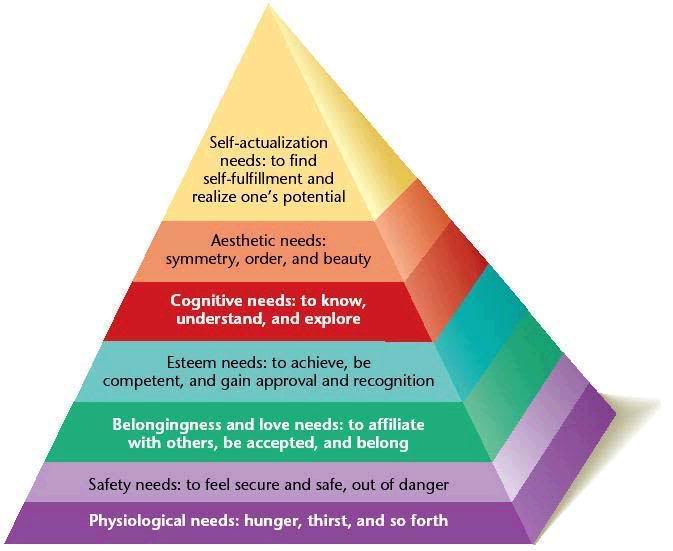 Self-actualization
needs: to find
self-fulfillment and
realize one’s potential
Aesthetic needs:
symmetry, order, and beauty
Cognitive needs: to know,
understand, and explore
Esteem needs: to achieve, be
competent, and gain approval and recognition
Belongingness and love needs: to affiliate
with others, be accepted, and belong
Safety needs: to feel secure and safe, out of danger
Physiological needs: hunger, thirst, and so forth